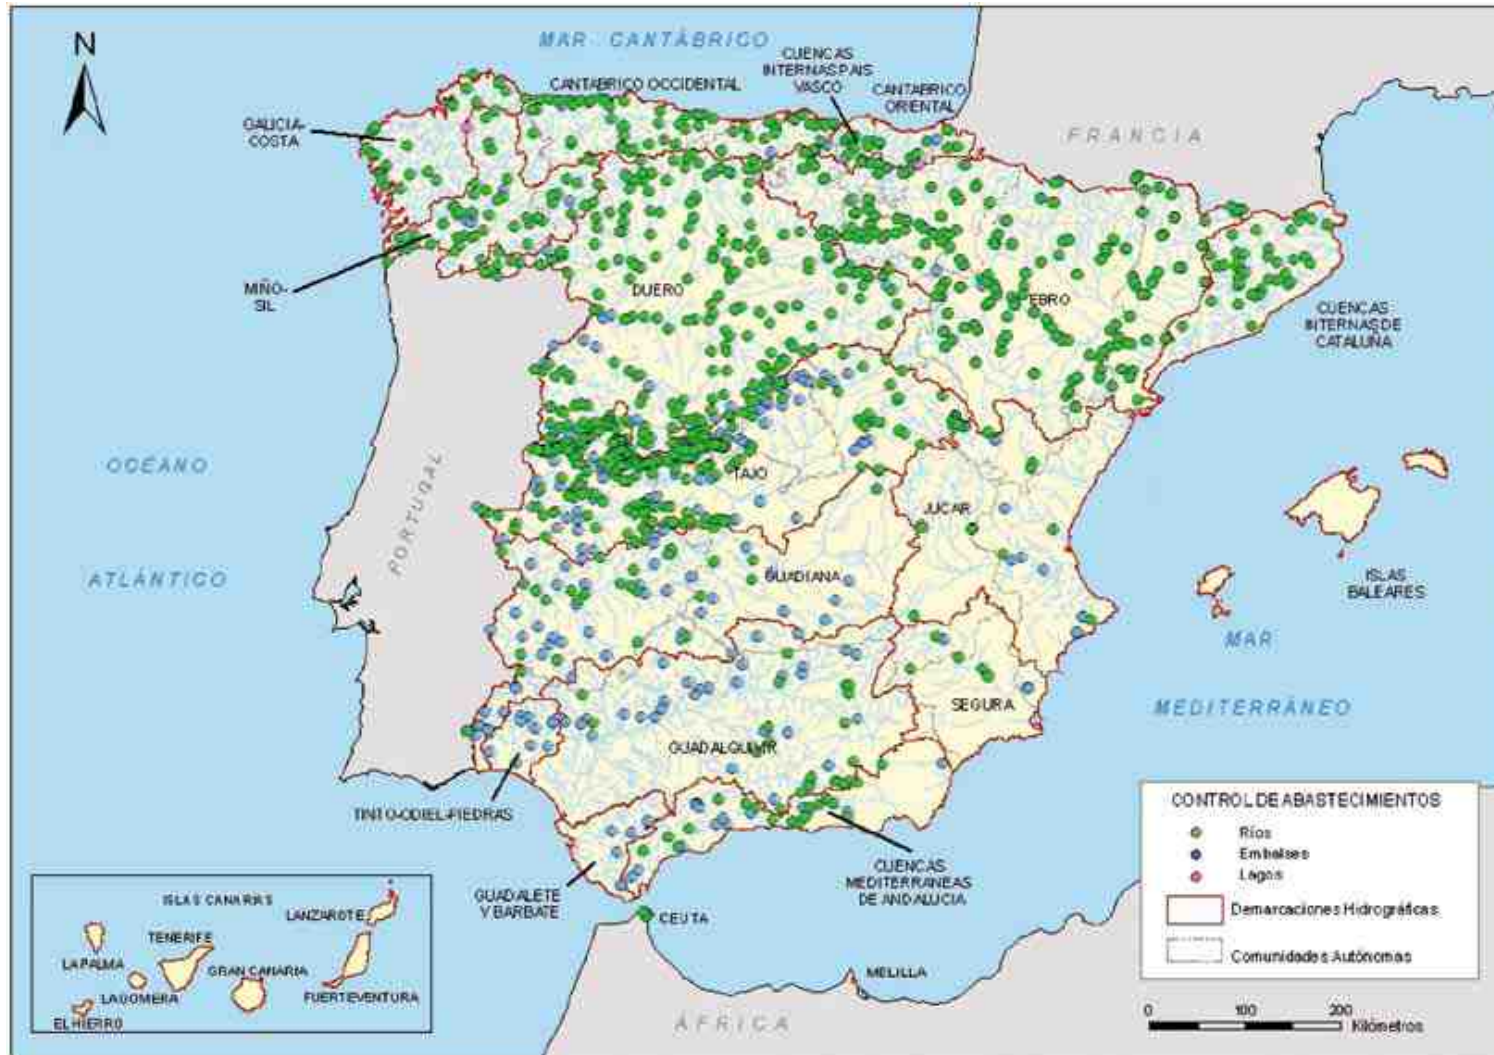 N
MAR CANTÁBRICO
CANTABRICO OCCIDENTAL
CUENCAS
INTERNAS PAIS
VASCO
CANTABRICO
ORIENTAL
GALICIA-
COSTA
FRANCIA
MIÑO-
SIL
DUERO
EBRO
CUENCAS
INTERNAS DE
CATALUÑA
OCÉANO
ATLÁNTICO
PORTUGAL
TAJO
JUCAR
GUADIANA
ISLAS
BALEARES
MAR
MEDITERRÁNEO
SEGURA
GUADALQUIVIR
TINTO-ODIEL-PIEDRAS
GUADALETE
Y BARBATE
CUENCAS
MEDITERRANEAS
DE ANDALUCIA
CEUTA
MELILLA
ÁFRICA
ISLAS CANARIAS
LANZAROTE
TENERIFE
LA PALMA
GRAN CANARIA
LA GOMERA
FUERTEVENTURA
EL HIERRO
CONTROL DE ABASTECIMIENTOS
Ríos
Embalses
Lagos
Demarcaciones Hidrográficas
Comunidades Autónomas
0 100 200
Kilómetros